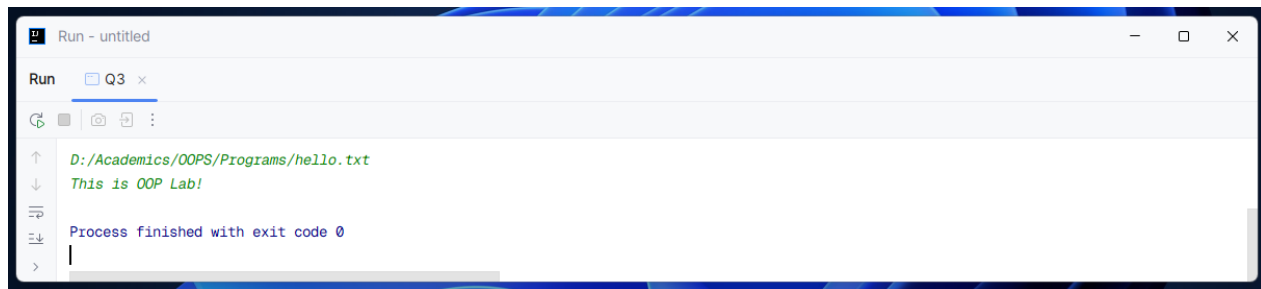 Run - untitled
Run Q3
D:/Academics/OOPS/Programs/hello.txt
This is OOP Lab!
Process finished with exit code 0